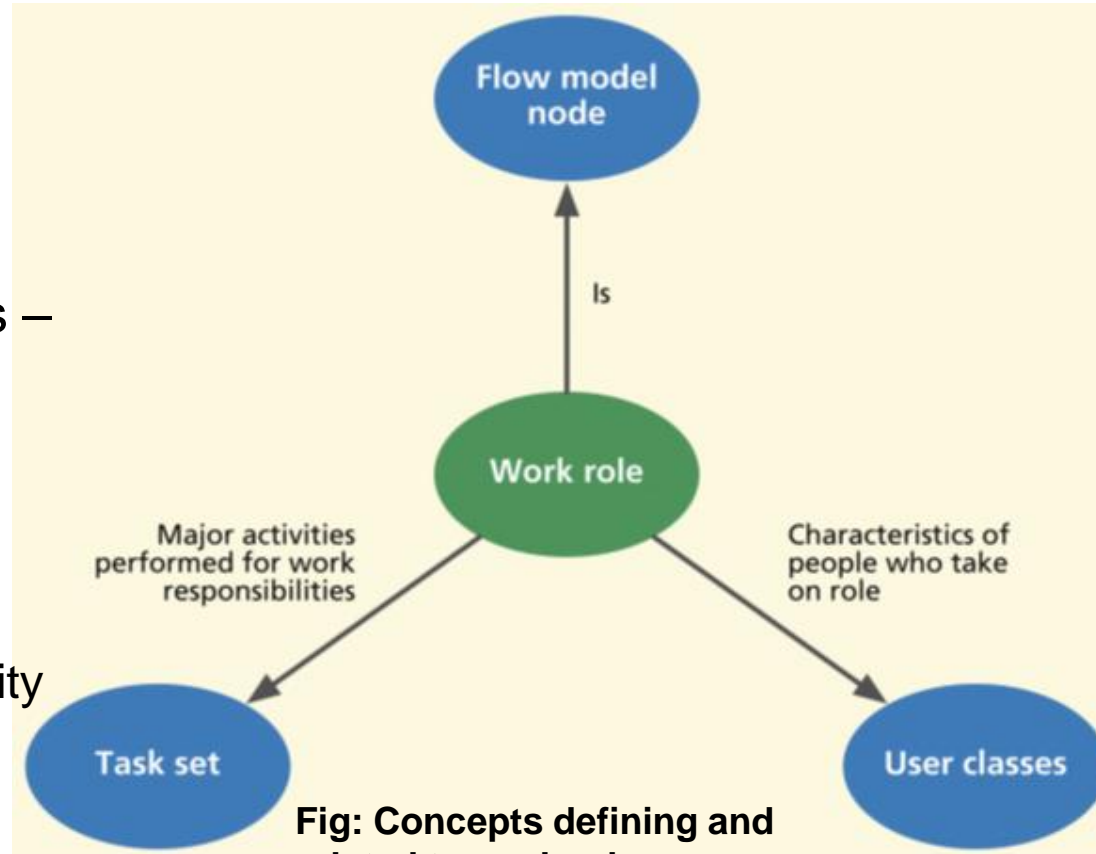 Flow model
node
Is
s –
Work role
Major activities
performed for work
responsibilities
Characteristics of
people who take
on role
ity
Task set
User classes
Fig: Concepts defining and